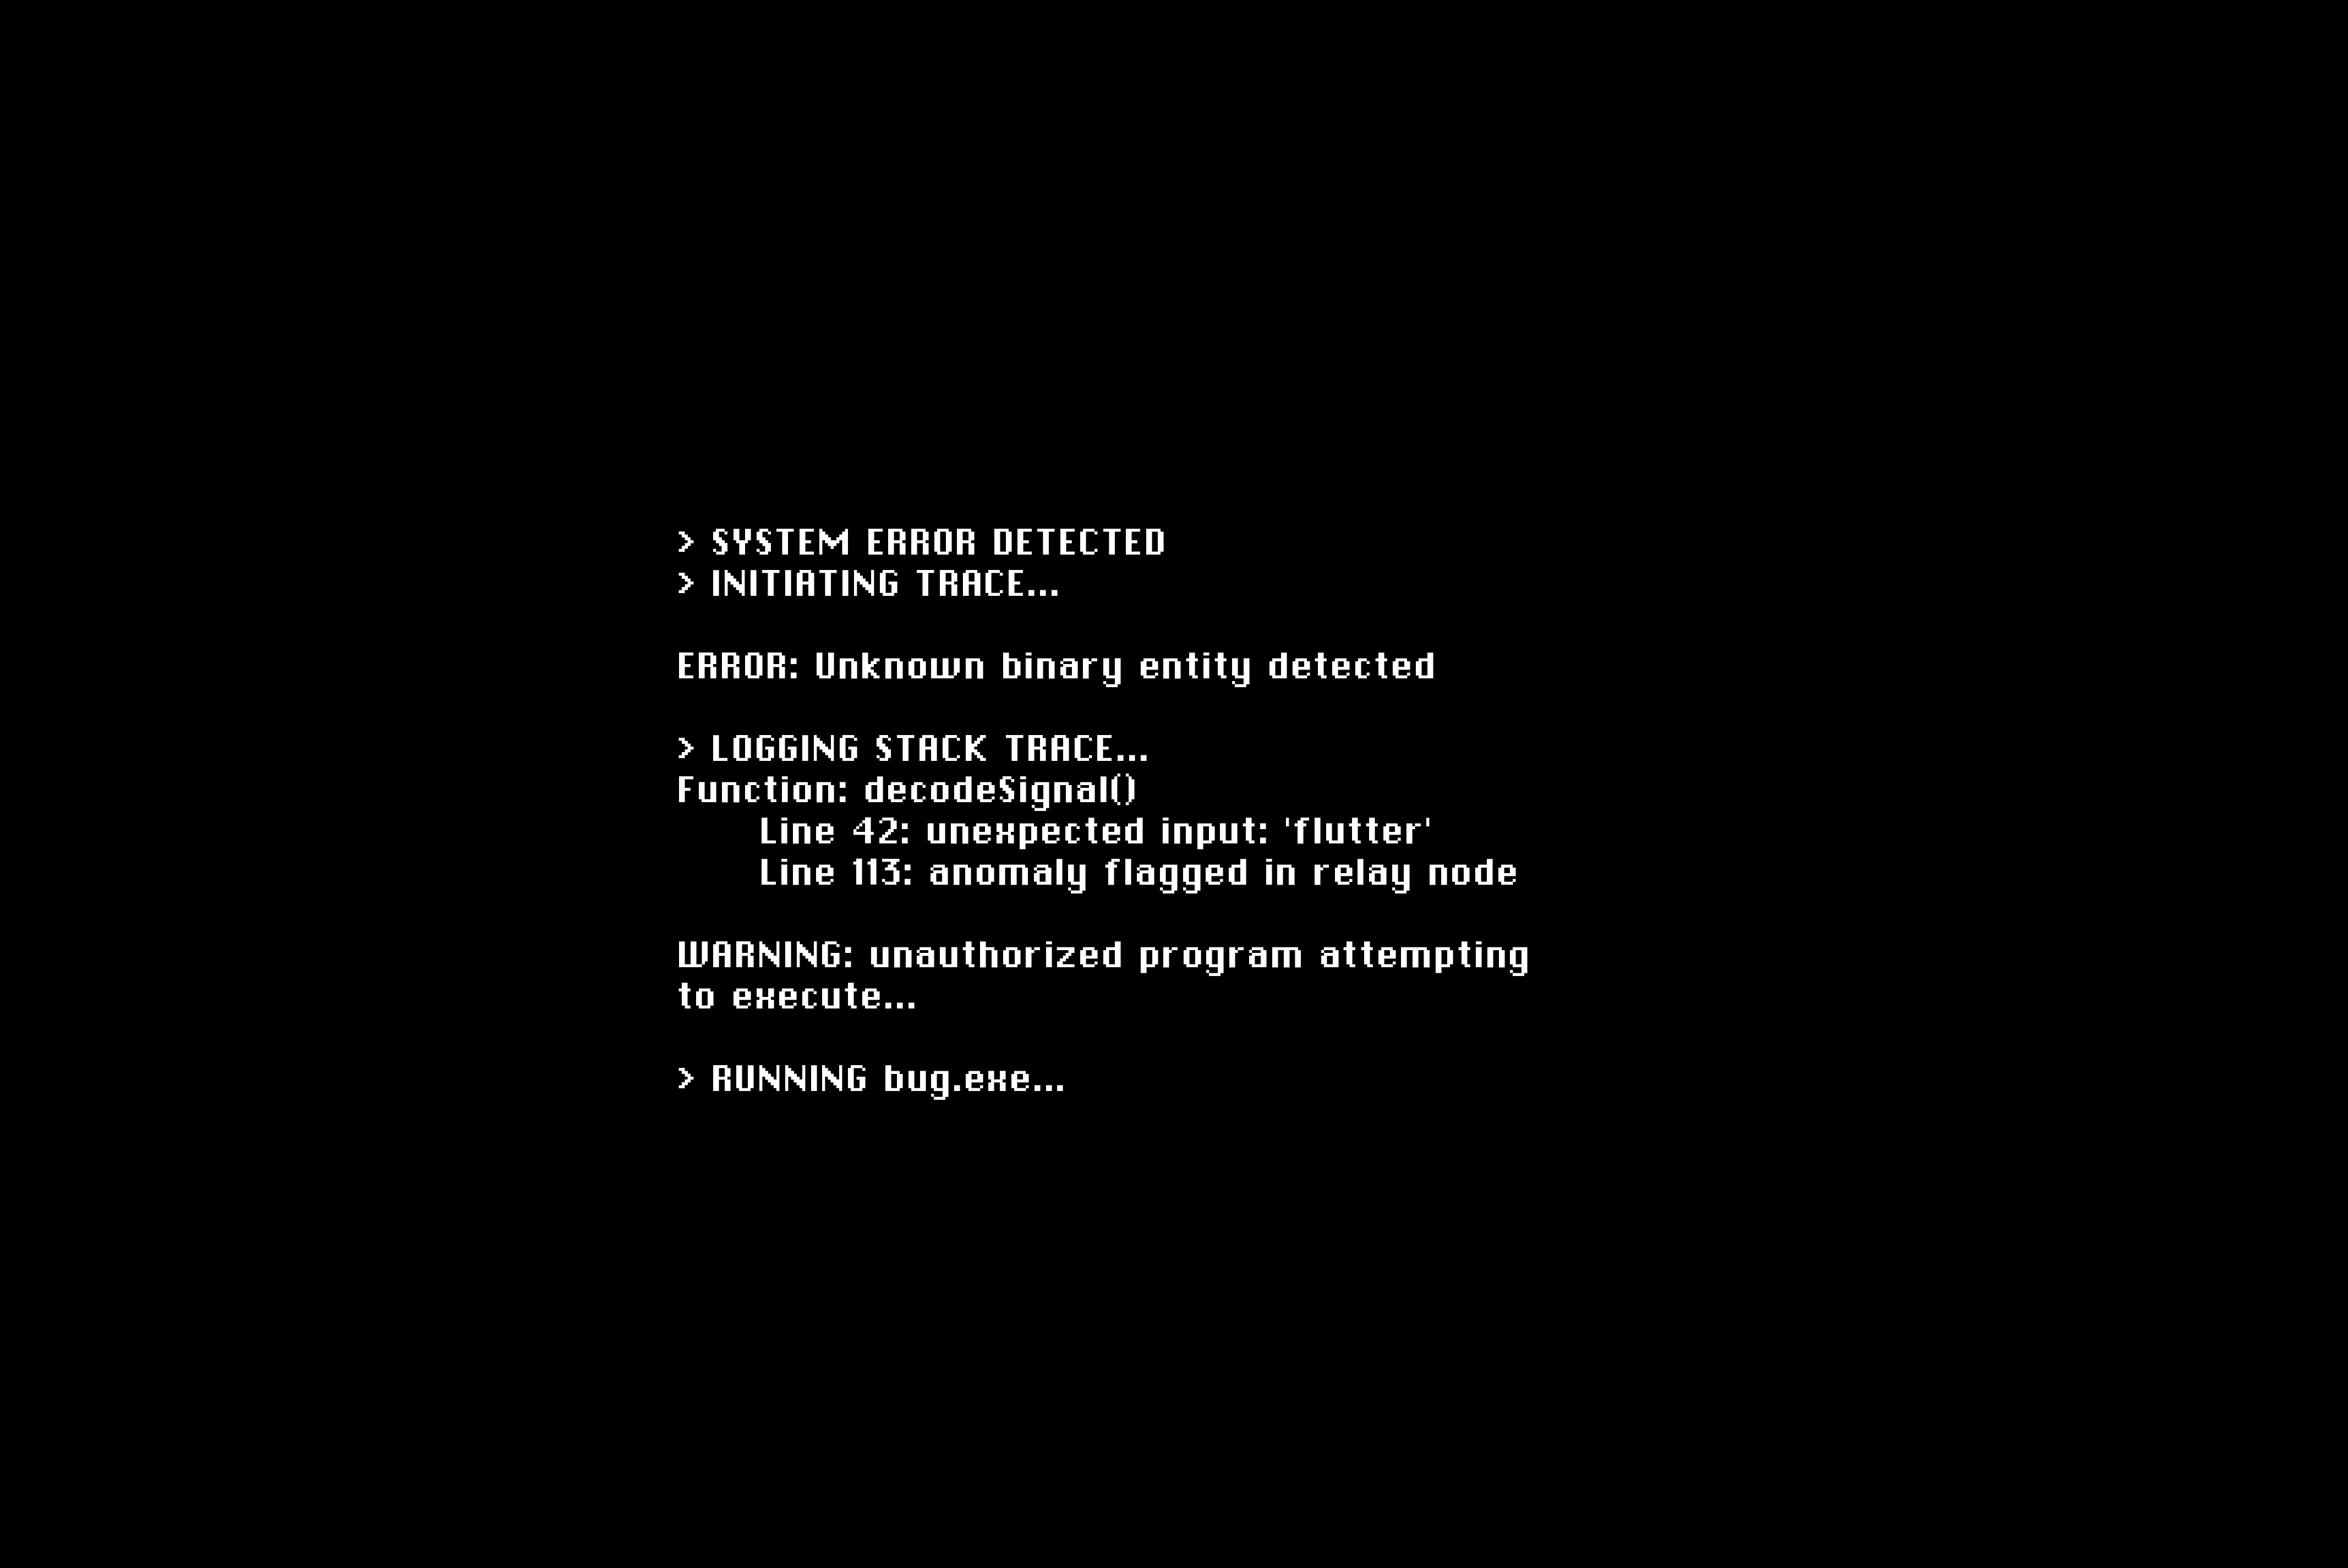 > SYSTEM ERROR DETECTED
> INITIATING TRACE...
ERROR: Unknown binary entity detected
> LOGGING STACK TRACE...
Function: decodeSignal()
Line 42: unexpected input: 'flutter'
Line 113: anomaly flagged in relay node
WARNING: unauthorized program attempting
to execute...
> RUNNING bug.exe...